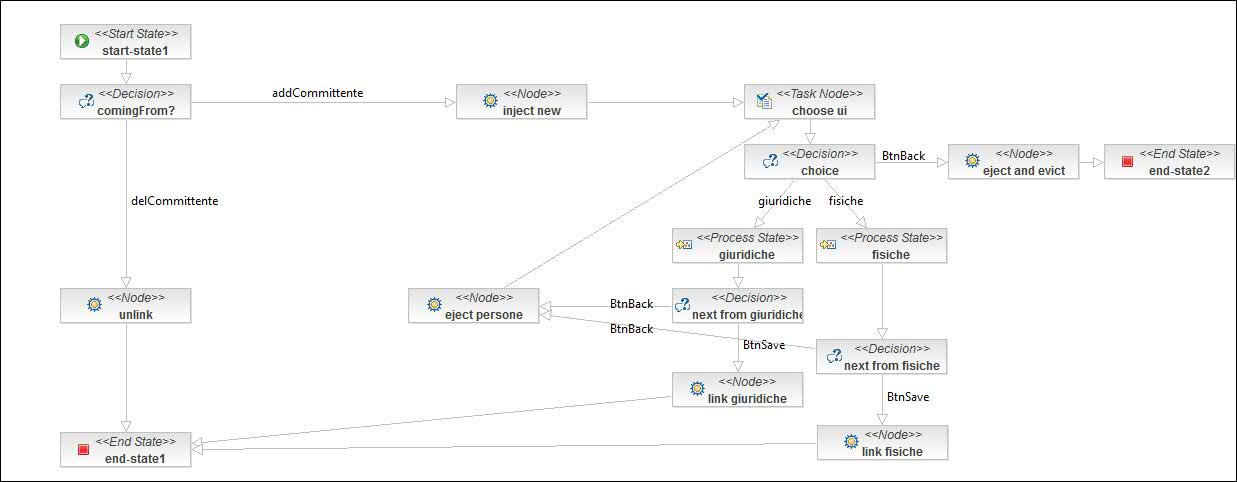 <<Start State>>
start-state1
<<Decision>>
comingFrom?
addCommittente
<<Node>>
inject new
<<Task Node>>
choose ui
<<Decision>>
choice
BtnBack
<<Node>>
eject and evict
<<End State>>
end-state2
delCommittente
giuridiche
fisiche
<<Process State>>
giuridiche
<<Process State>>
fisiche
<<Node>>
unlink
<<Node>>
eject persone
BtnBack
<<Decision>>
next from giuridiche
BtnBack
BtnSave
<<Decision>>
next from fisiche
<<Node>>
link giuridiche
BtnSave
<<End State>>
end-state1
<<Node>>
link fisiche